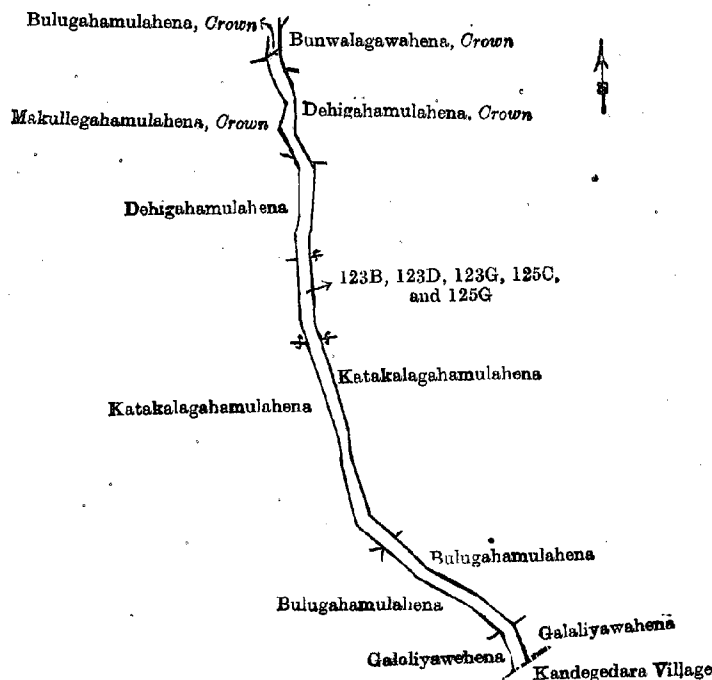 Bulugahamulahena, Crown
Bunwalagawahena, Crown
Dehigahamulahena, Crown
Makullegahamulahena, Crown
Dehigahamulahena
123B, 123D, 123G, 125C,
and 125G
Katakalagahamulahena
Katakalagahamulahena
Bulugahamulahena
Bulugahamulahena
Galaliyawahena
Galoliyawehena
Kandegedara Village